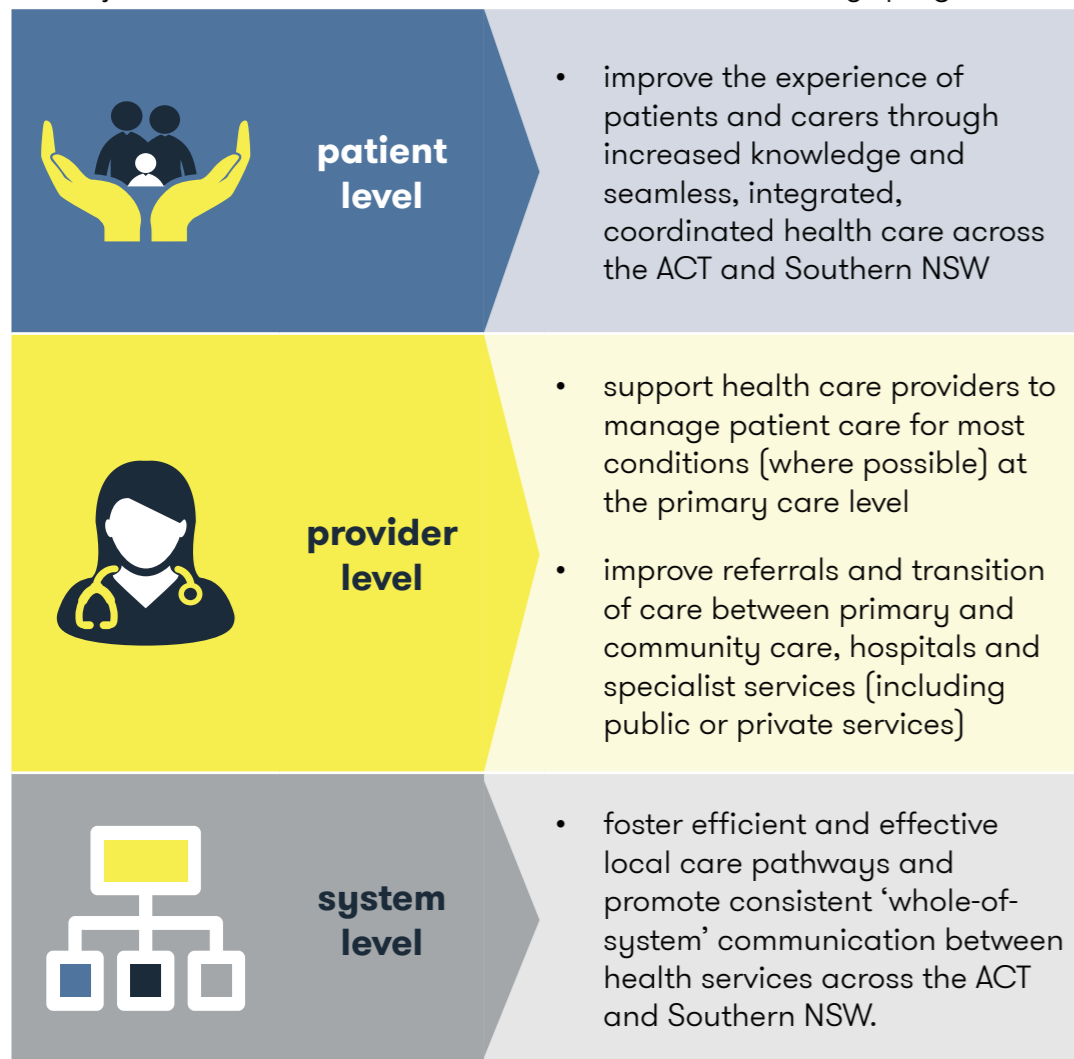 patient
level
• improve the experience of
patients and carers through
increased knowledge and
seamless, integrated,
coordinated health care across
the ACT and Southern NSW
provider
level
• support health care providers to
manage patient care for most
conditions (where possible) at
the primary care level
• improve referrals and transition
of care between primary and
community care, hospitals and
specialist services (including
public or private services)
system
level
• foster efficient and effective
local care pathways and
promote consistent ‘whole-of-
system’ communication between
health services across the ACT
and Southern NSW.